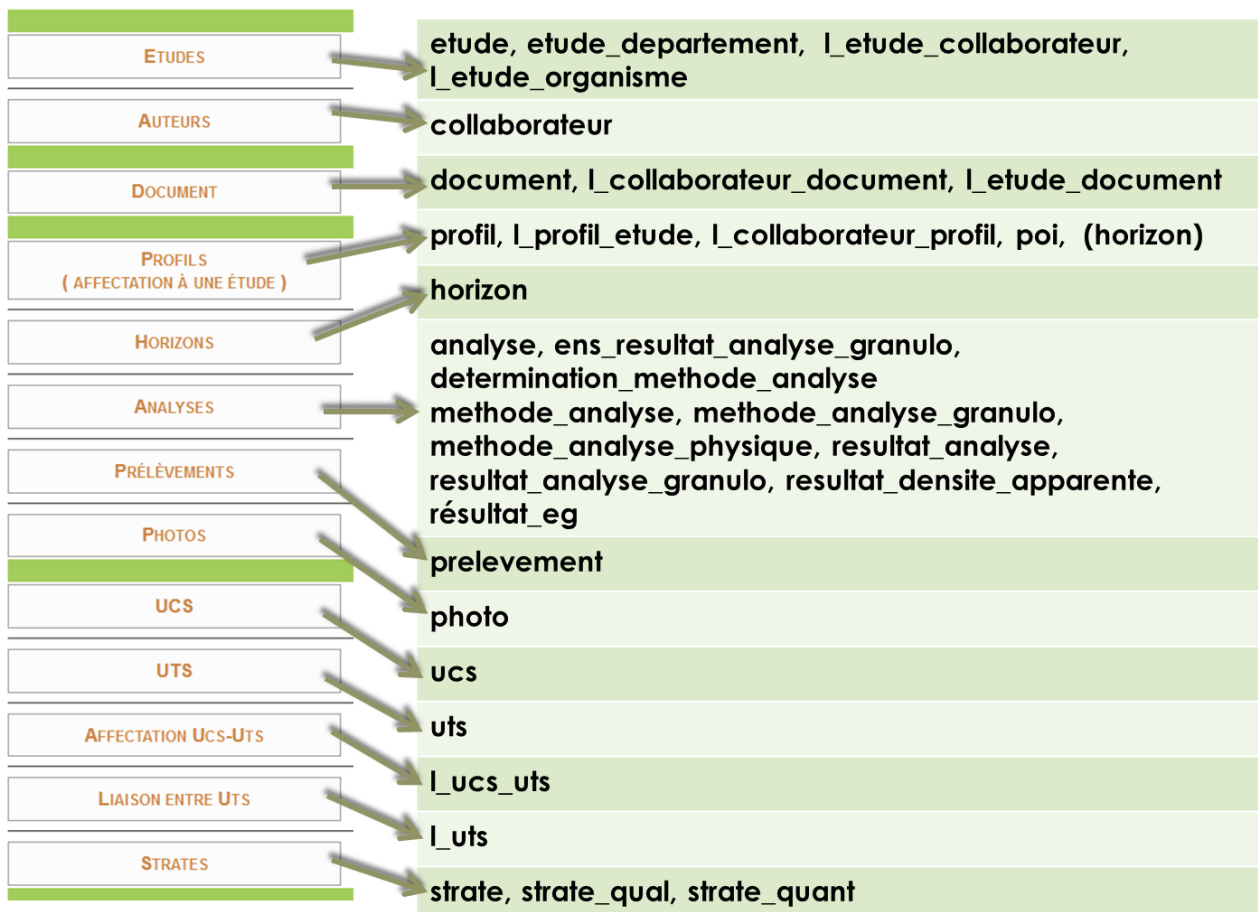 ETUDES
etude, etude_departement, l_etude_collaborateur,
l_etude_organisme
AUTEURS
collaborateur
DOCUMENT
document, l_collaborateur_document, l_etude_document
PROFILS
( AFFECTATION À UNE ÉTUDE )
profil, l_profil_etude, l_collaborateur_profil, poi, (horizon)
HORIZONS
horizon
ANALYSES
analyse, ens_resultat_analyse_granulo,
determination_methode_analyse
methode_analyse, methode_analyse_granulo,
methode_analyse_physique, resultat_analyse,
resultat_analyse_granulo, resultat_densite_apparente,
résultat_eg
PRÉLÈVEMENTS
prelevement
PHOTOS
photo
UCS
ucs
UTS
uts
AFFECTATION UCS-UTS
l_ucs_uts
LIAISON ENTRE UTS
l_uts
STRATES
strate, strate_qual, strate_quant